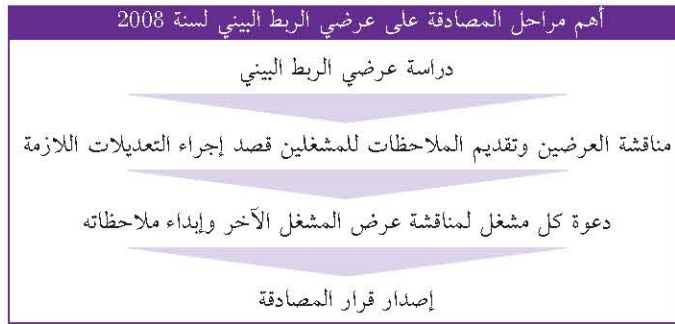 أهم مراحل المصادقة على عرضي الربط البيني لسنة 2008
دراسة عرضي الربط البيني
مناقشة العرضين وتقديم الملاحظات للمشغلين قصد إجراء التعديلات اللازمة
دعوة كل مشغل لمناقشة عرض المشغل الآخر وإبداء ملاحظاته
إصدار قرار المصادقة